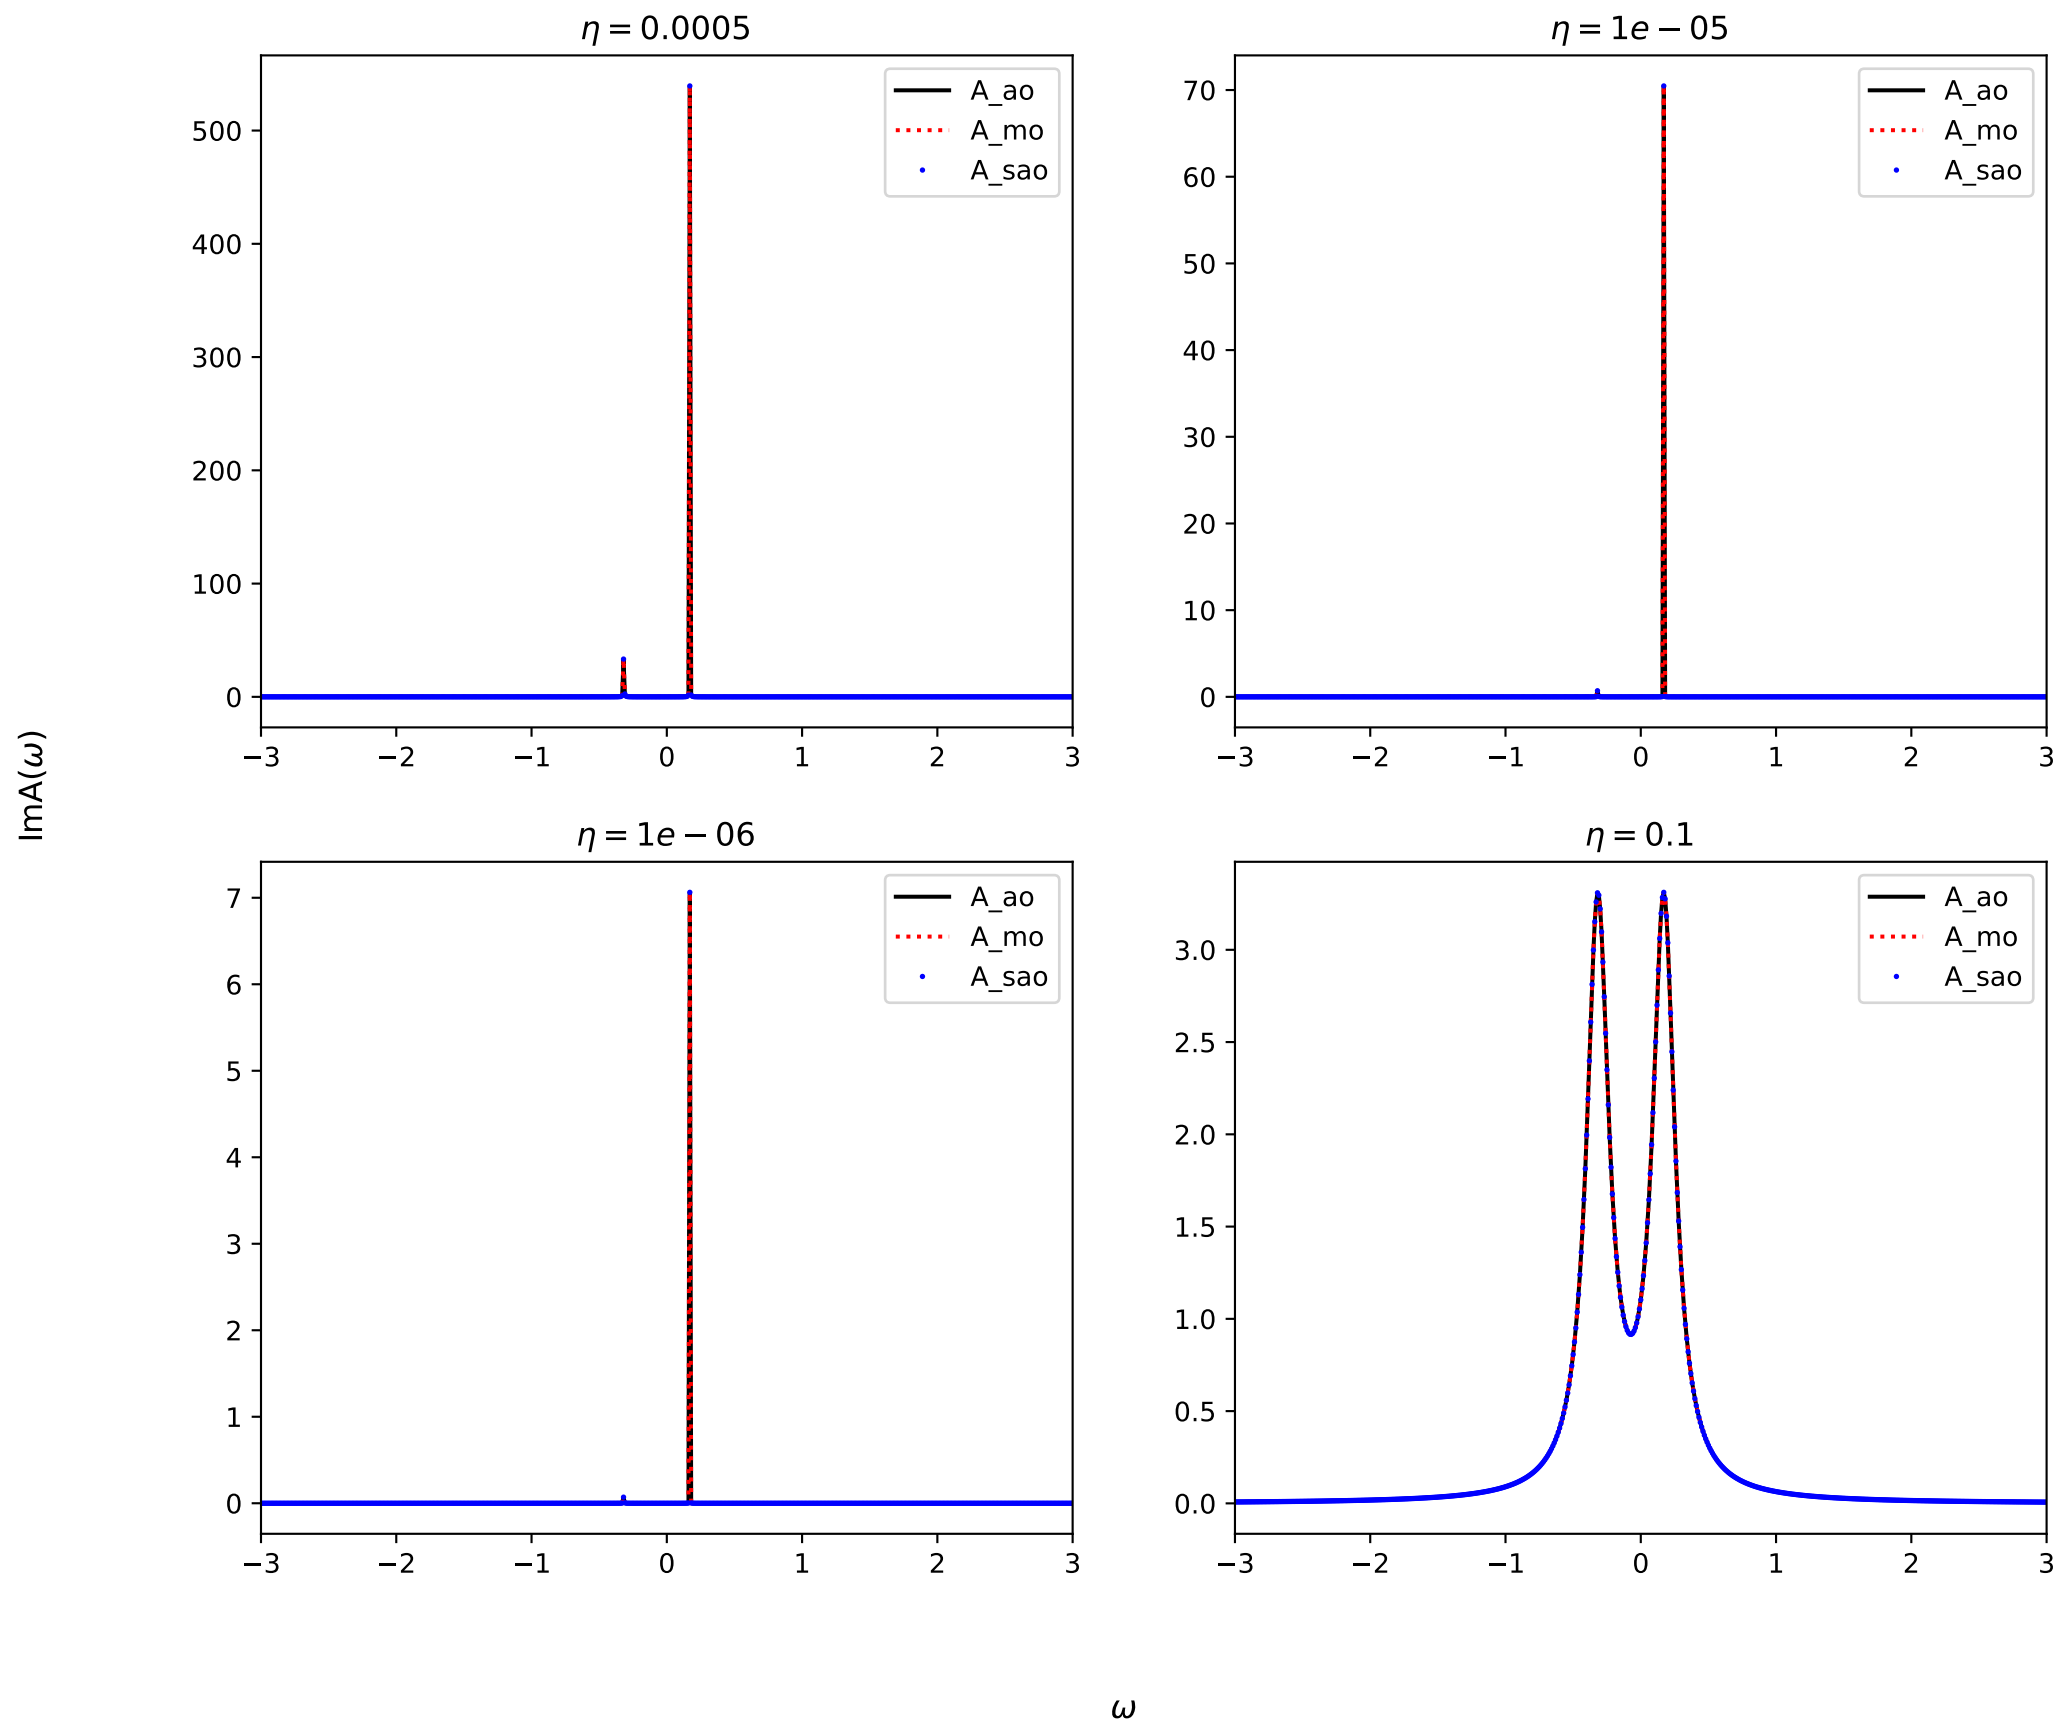 η = 0.0005
500
400
300
200
100
0
−3 −2 −1 0 1 2 3
A_ao
A_mo
A_sao
η = 1e − 05
70
60
50
40
30
20
10
0
−3 −2 −1 0 1 2 3
A_ao
A_mo
A_sao
ImA(ω)
η = 1e − 06
7
6
5
4
3
2
1
0
−3 −2 −1 0 1 2 3
A_ao
A_mo
A_sao
η = 0.1
3.0
2.5
2.0
1.5
1.0
0.5
0.0
−3 −2 −1 0 1 2 3
A_ao
A_mo
A_sao
ω